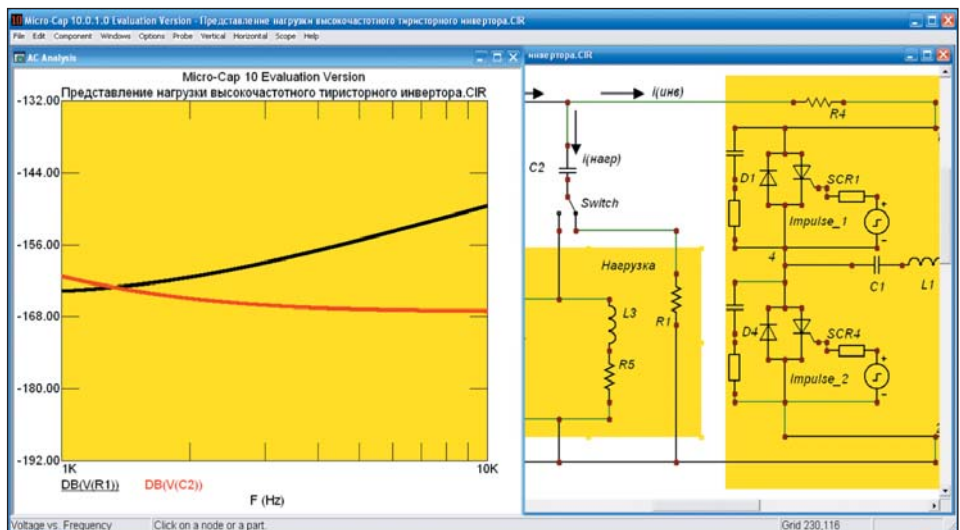 Micro-Cap 10.0.1.0 Evaluation Version - [Представление нагрузки высокочастотного тиристорного инвертора.CIR
File Edit Component Windows Options Probe Vertical Horizontal Scope Help
AC Analysis
инвертора.CIR
Micro-Cap 10 Evaluation Version
Представление нагрузки высокочастотного тиристорного инвертора.CIR
-132.00
-144.00
-156.00
-168.00
-180.00
-192.00
1K
10K
DB(V(R1))
DB(V(C2))
F (Hz)
i(инв)
R4
C2
i(нагр)
Switch
D1
SCR1
+
Impulse_1
-
4
Нагрузка
C1
L1
L3
R1
D4
SCR4
+
R5
Impulse_2
-
Voltage vs. Frequency
Click on a node or a part.
Grid 230,116